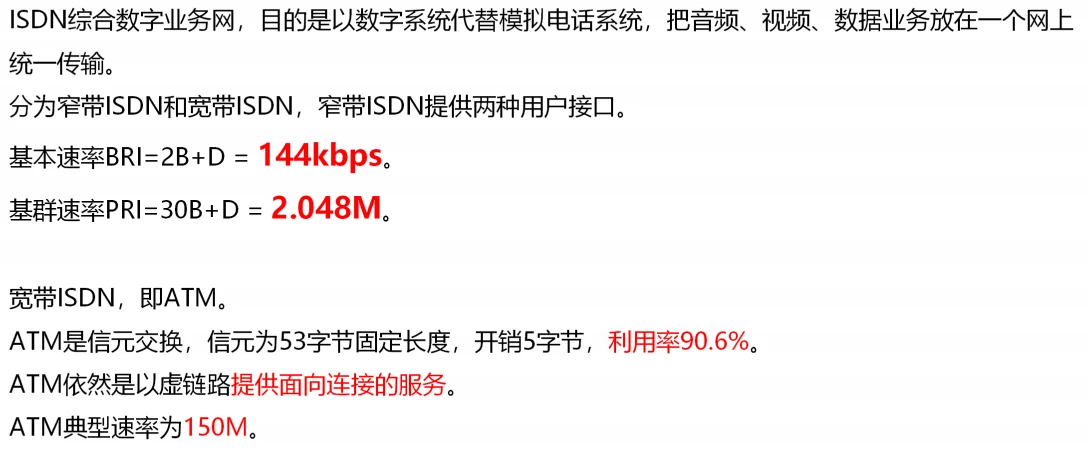 ISDN综合数字业务网，目的是以数字系统代替模拟电话系统，把音频、视频、数据业务放在一个网上
统一传输。
分为窄带ISDN和宽带ISDN，窄带ISDN提供两种用户接口。
基本速率BRI=2B+D = 144kbps。
基群速率PRI=30B+D = 2.048M。
宽带ISDN，即ATM。
ATM是信元交换，信元为53字节固定长度，开销5字节，利用率90.6%。
ATM依然是以虚链路提供面向连接的服务。
ATM典型速率为150M。